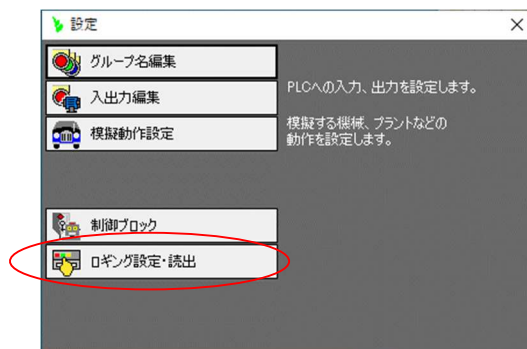 設定
グループ名編集
入出力編集
PLCへの入力、出力を設定します。
模擬動作設定
模擬する機械、プラントなどの
動作を設定します。
制御ブロック
ロギング設定・読出